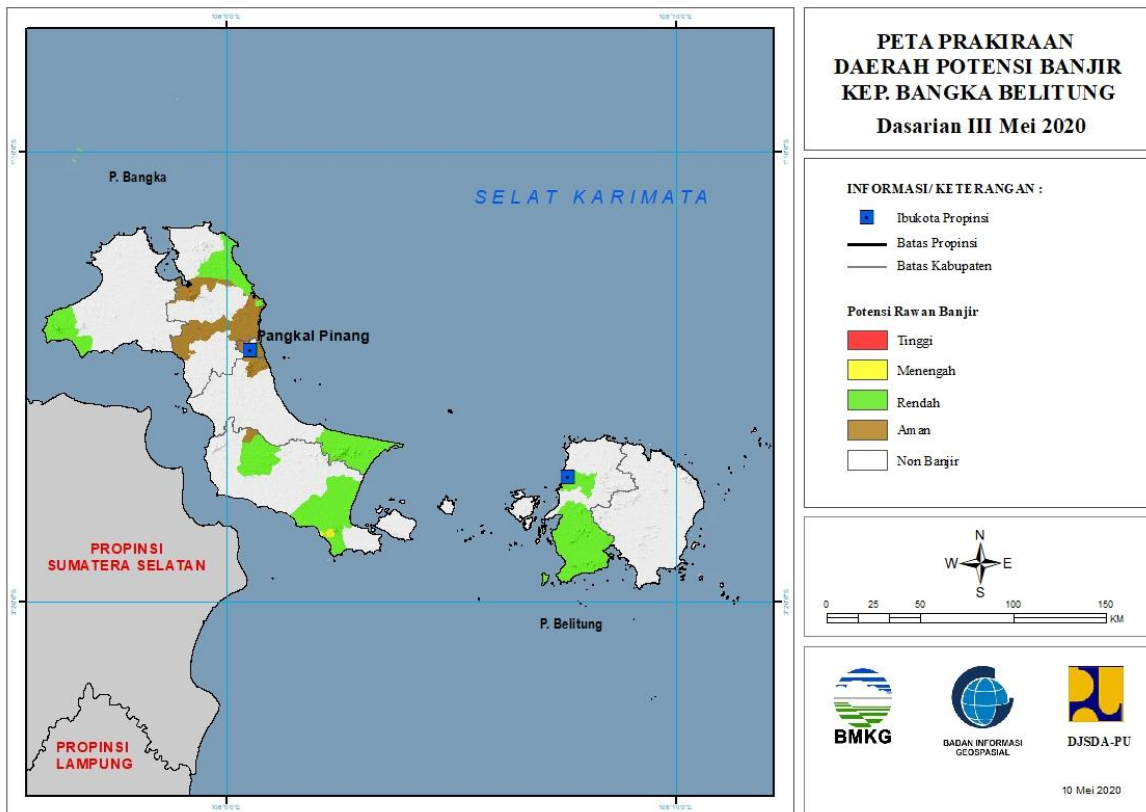 P. Bangka
SELAT KARIMATA
Pangkal Pinang
PROPINSI
SUMATERA SELATAN
P. Belitung
PROPINSI
LAMPUNG
PETA PRAKIRAAN
DAERAH POTENSI BANJIR
KEP. BANGKA BELITUNG
Dasarian III Mei 2020
INFORMASI/ KETERANGAN :
Ibukota Propinsi
Batas Propinsi
Batas Kabupaten
Potensi Rawan Banjir
Tinggi
Menengah
Rendah
Aman
Non Banjir
N
W E
S
0 25 50 100 150
KM
BMKG
BADAN INFORMASI
GEOSPASIAL
DJSDA-PU
10 Mei 2020